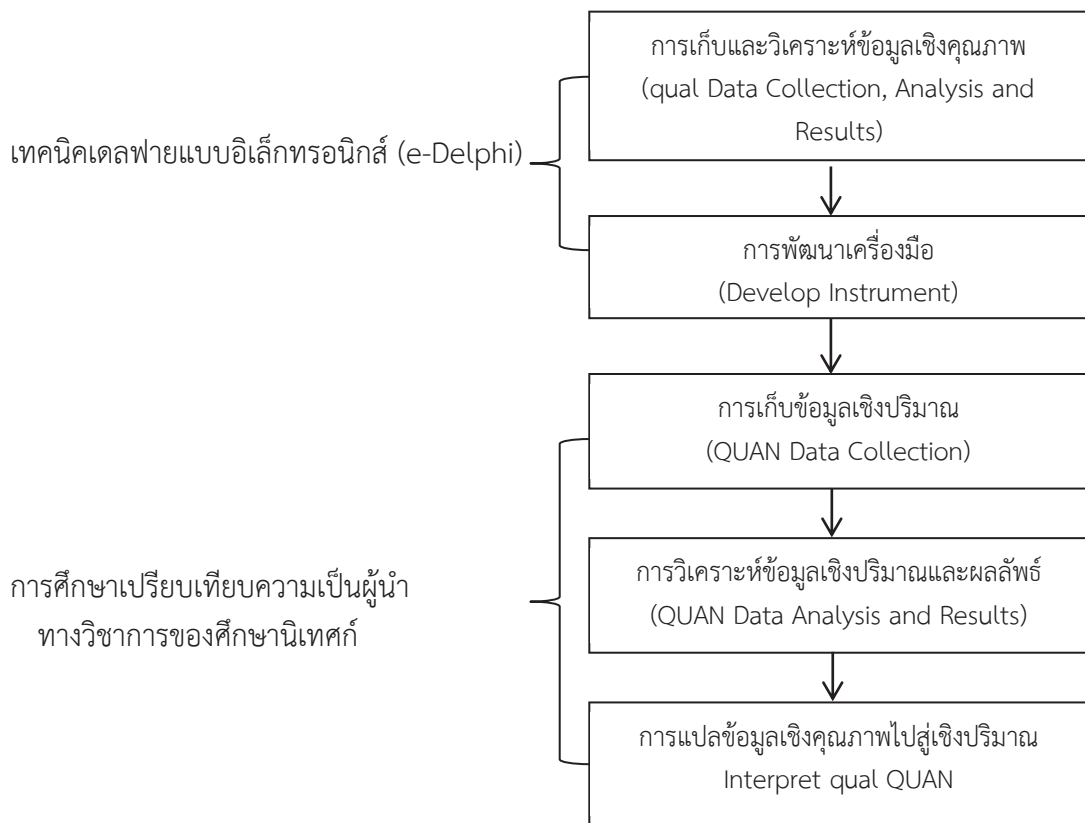 การเก็บและวิเคราะห์ข้อมูลเชิงคุณภาพ
(qual Data Collection, Analysis and
Results)
เทคนิคเดลฟายแบบอิเล็กทรอนิกส์ (e-Delphi)
การพัฒนาเครื่องมือ
(Develop Instrument)
การเก็บข้อมูลเชิงปริมาณ
(QUAN Data Collection)
การศึกษาเปรียบเทียบความเป็นผู้นำ
ทางวิชาการของศึกษานิเทศก์
การวิเคราะห์ข้อมูลเชิงปริมาณและผลลัพธ์
(QUAN Data Analysis and Results)
การแปลข้อมูลเชิงคุณภาพไปสู่เชิงปริมาณ
Interpret qual QUAN